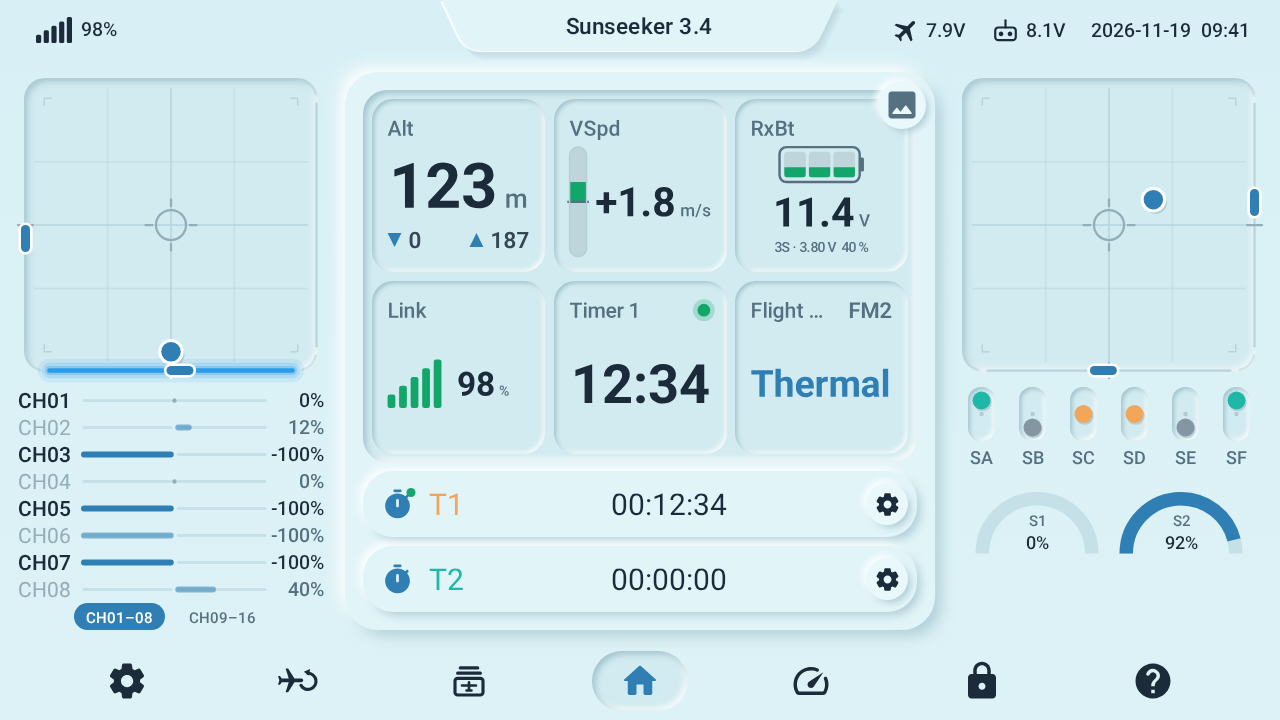 98%
Sunseeker 3.4
7.9V
8.1V
2026-11-19 09:41
Alt
123 m
▼ 0 ▲ 187
VSpd
+1.8 m/s
RxBt
11.4 V
3S · 3.80 V 40 %
Link
98 %
Timer 1
12:34
Flight ... FM2
Thermal
T1 00:12:34
T2 00:00:00
CH01 0%
CH02 12%
CH03 -100%
CH04 0%
CH05 -100%
CH06 -100%
CH07 -100%
CH08 40%
CH01–08 CH09–16
SA SB SC SD SE SF
S1
0%
S2
92%